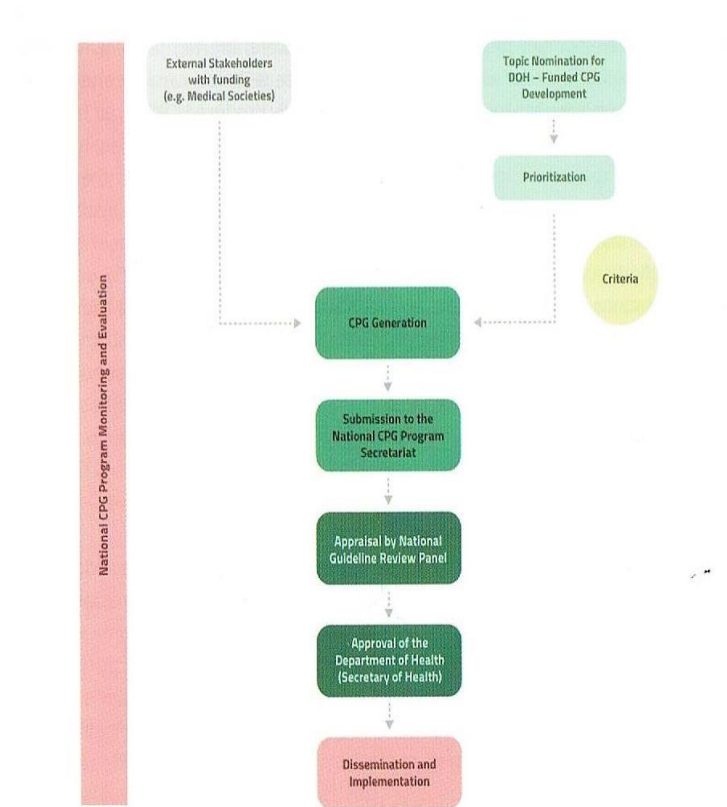 National CPG Program Monitoring and Evaluation
External Stakeholders
with funding
(e.g. Medical Societies)
Topic Nomination for
DOH – Funded CPG
Development
Prioritization
Criteria
CPG Generation
Submission to the
National CPG Program
Secretariat
Appraisal by National
Guideline Review Panel
Approval of the
Department of Health
(Secretary of Health)
Dissemination and
Implementation